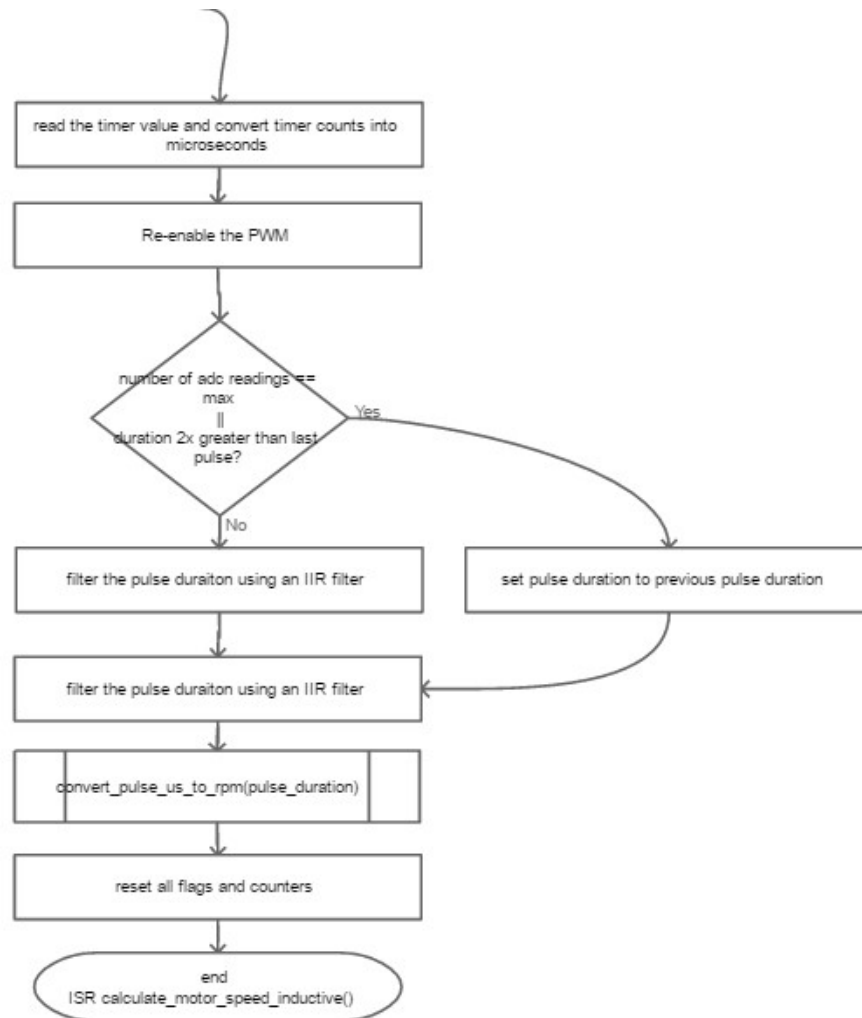 read the timer value and convert timer counts into
microseconds
Re-enable the PWM
number of adc readings ==
max
||
duration 2x greater than last
pulse?
Yes
No
filter the pulse duraiton using an IIR filter
set pulse duration to previous pulse duration
filter the pulse duraiton using an IIR filter
convert_pulse_us_to_rpm(pulse_duration)
reset all flags and counters
end
ISR calculate_motor_speed_inductive()